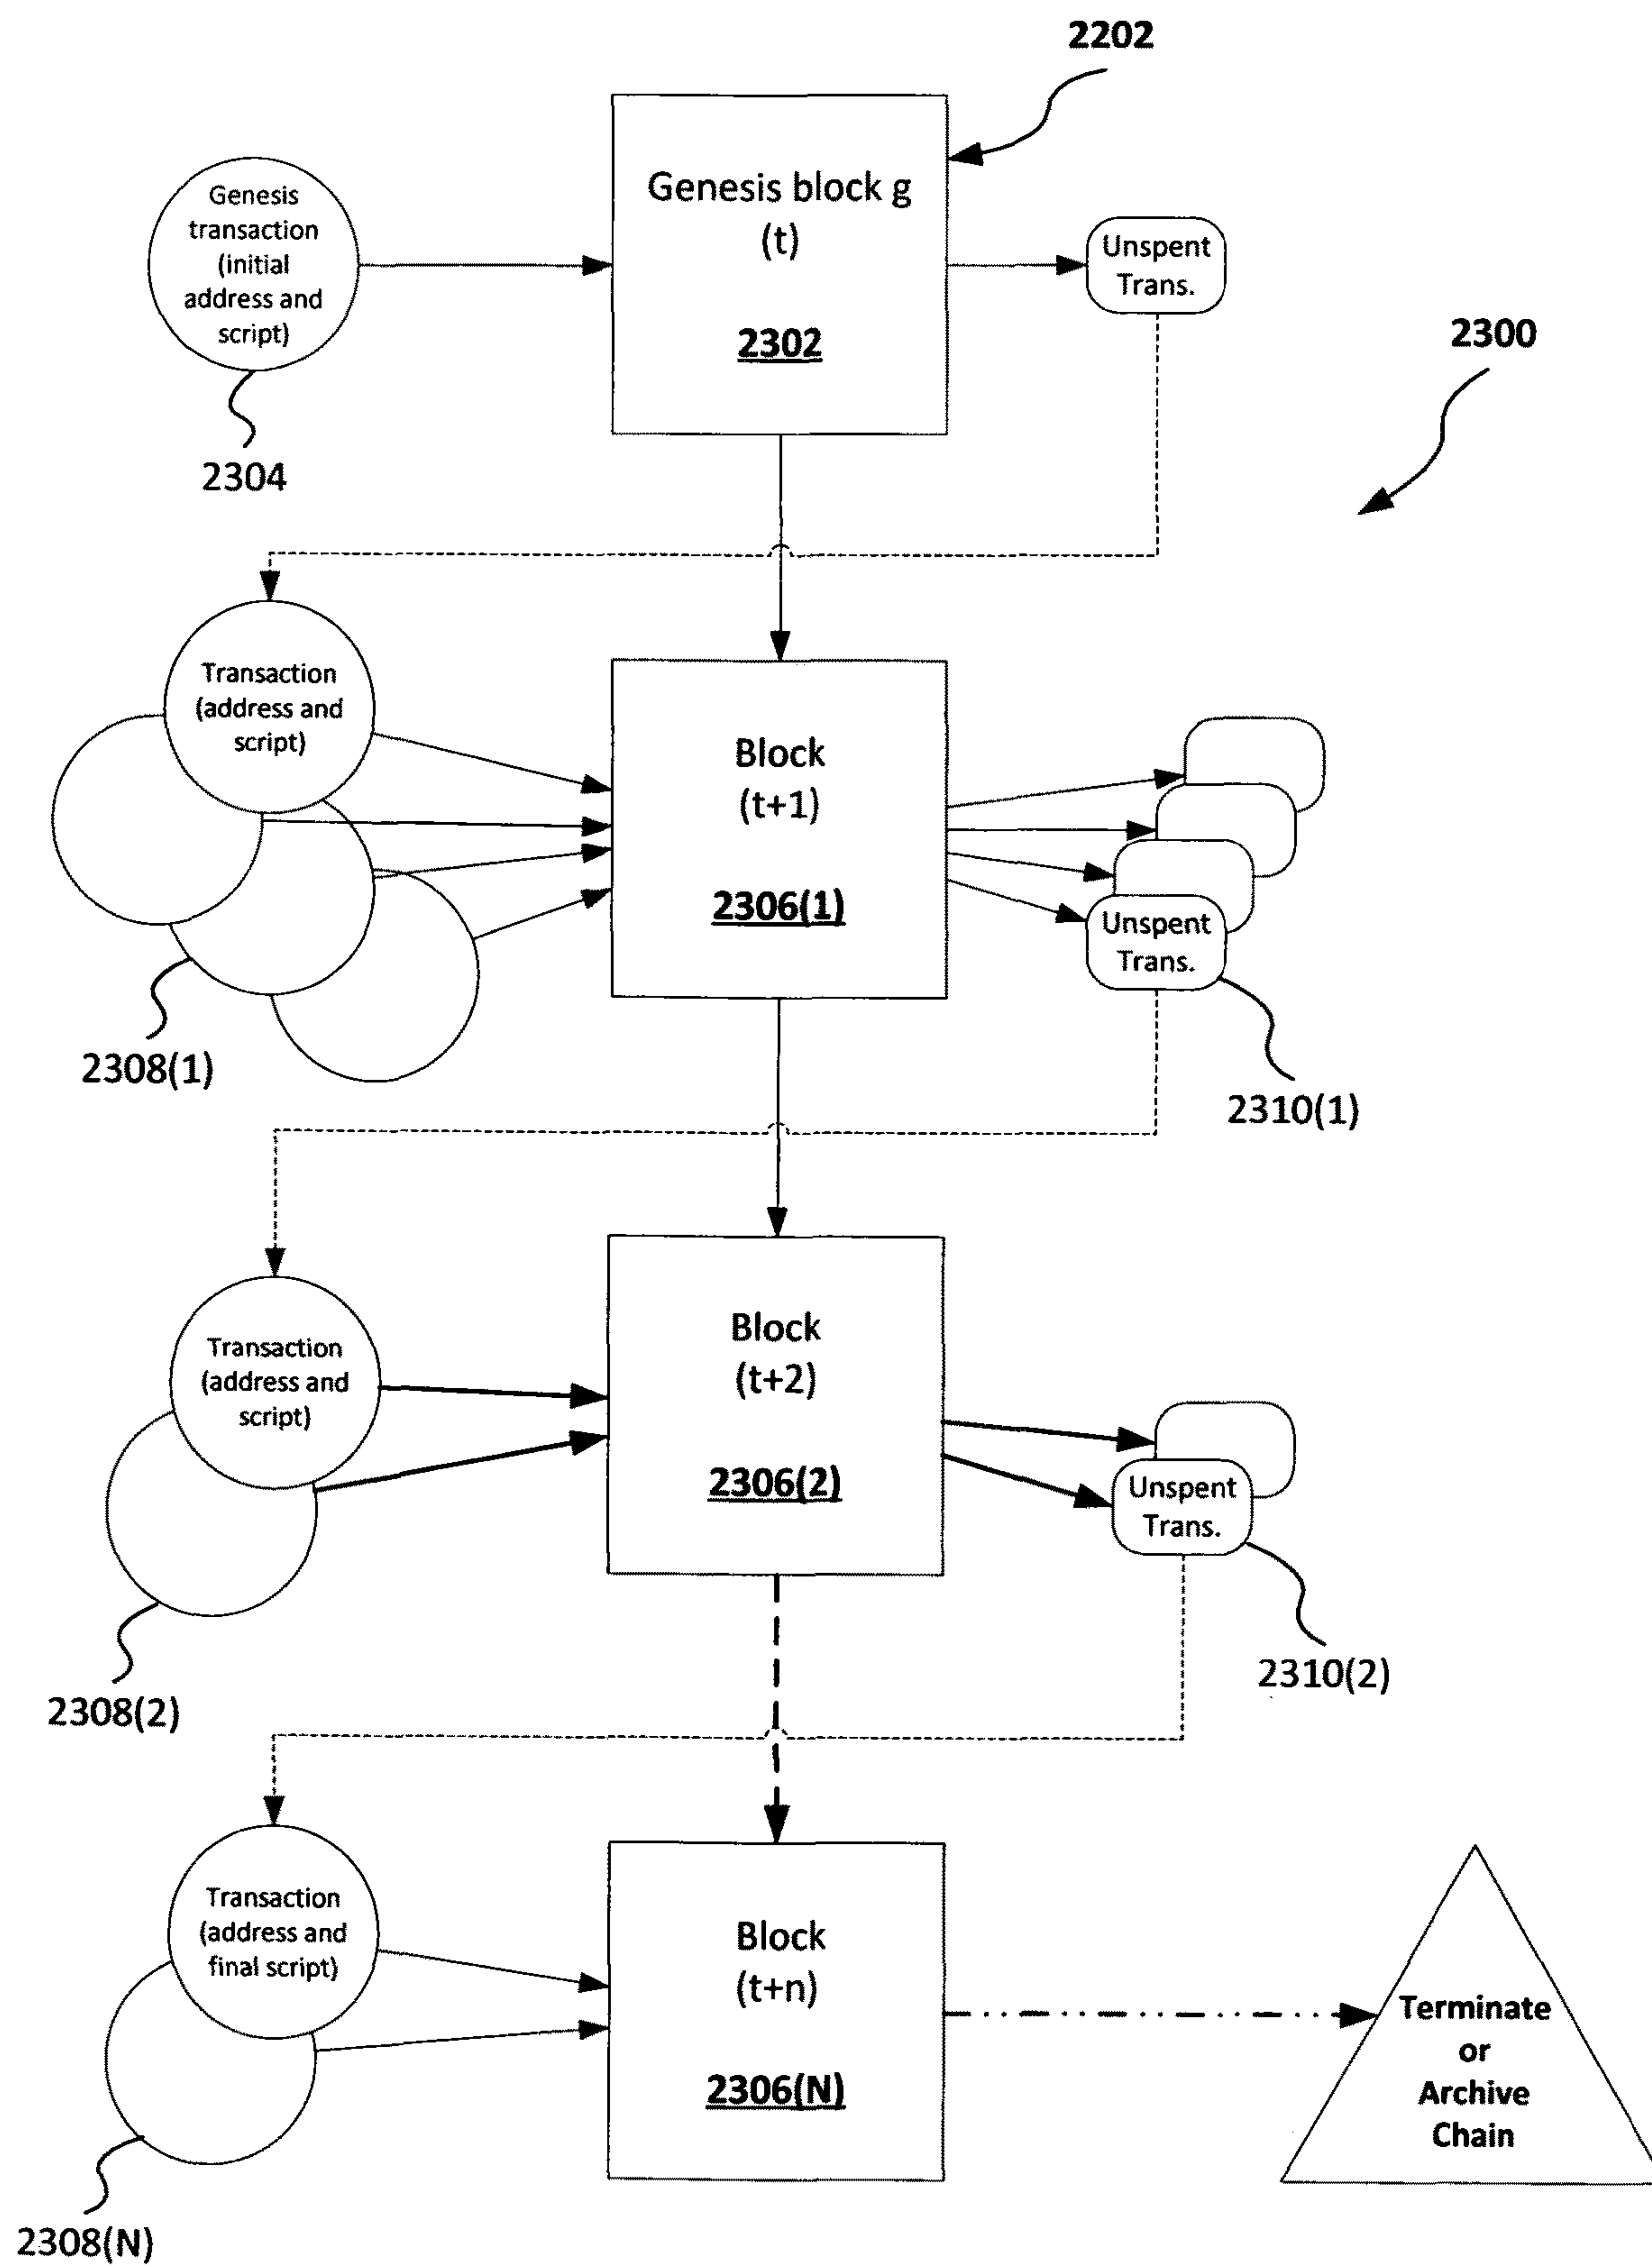 2202
Genesis block g
(t)
2302
Genesis
transaction
(initial
address and
script)
2304
Unspent
Trans.
2300
Transaction
(address and
script)
2308(1)
Block
(t+1)
2306(1)
Unspent
Trans.
2310(1)
Transaction
(address and
script)
2308(2)
Block
(t+2)
2306(2)
Unspent
Trans.
2310(2)
Transaction
(address and
final script)
2308(N)
Block
(t+n)
2306(N)
Terminate
or
Archive
Chain